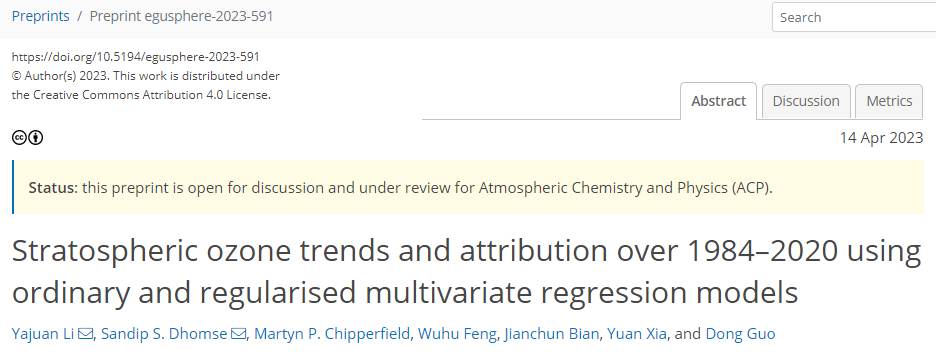 Preprints / Preprint egusphere-2023-591
Search
https://doi.org/10.5194/egusphere-2023-591
© Author(s) 2023. This work is distributed under
the Creative Commons Attribution 4.0 License.
Abstract
Discussion
Metrics
cc
14 Apr 2023
Status: this preprint is open for discussion and under review for Atmospheric Chemistry and Physics (ACP).
Stratospheric ozone trends and attribution over 1984–2020 using
ordinary and regularised multivariate regression models
Yajuan Li, Sandip S. Dhomse, Martyn P. Chipperfield, Wuhu Feng, Jianchun Bian, Yuan Xia, and Dong Guo